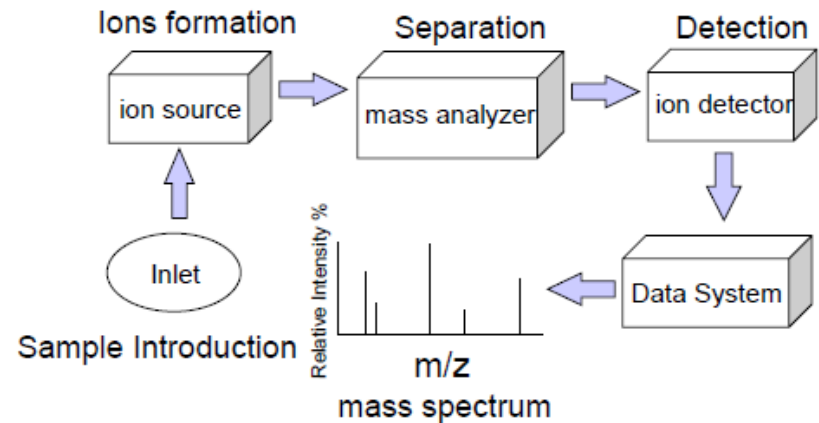 Ions formation
Separation
Detection
ion source
mass analyzer
ion detector
Inlet
Sample Introduction
Relative Intensity %
m/z
mass spectrum
Data System